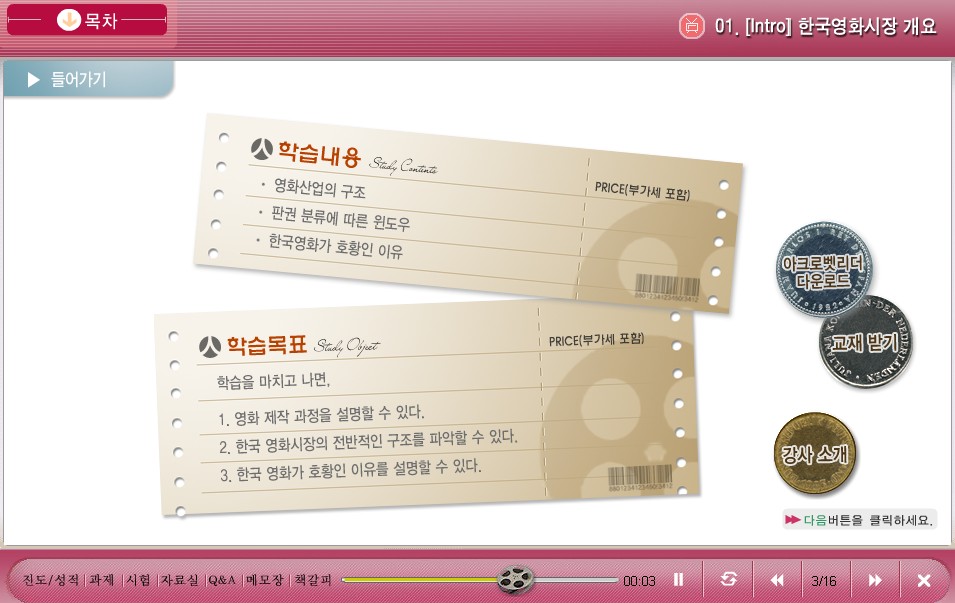 목차
01. [Intro] 한국영화시장 개요
들어가기
학습내용 Study Contents
PRICE(부가세 포함)
· 영화산업의 구조
· 판권 분류에 따른 윈도우
· 한국영화가 호황인 이유
학습목표 Study Object
PRICE(부가세 포함)
학습을 마치고 나면,
1. 영화 제작 과정을 설명할 수 있다.
2. 한국 영화시장의 전반적인 구조를 파악할 수 있다.
3. 한국 영화가 호황인 이유를 설명할 수 있다.
아크로벳리더
다운로드
교재 받기
강사 소개
다음버튼을 클릭하세요.
진도/성적 과제 시험 자료실 Q&A 메모장 책갈피
00:03
3/16